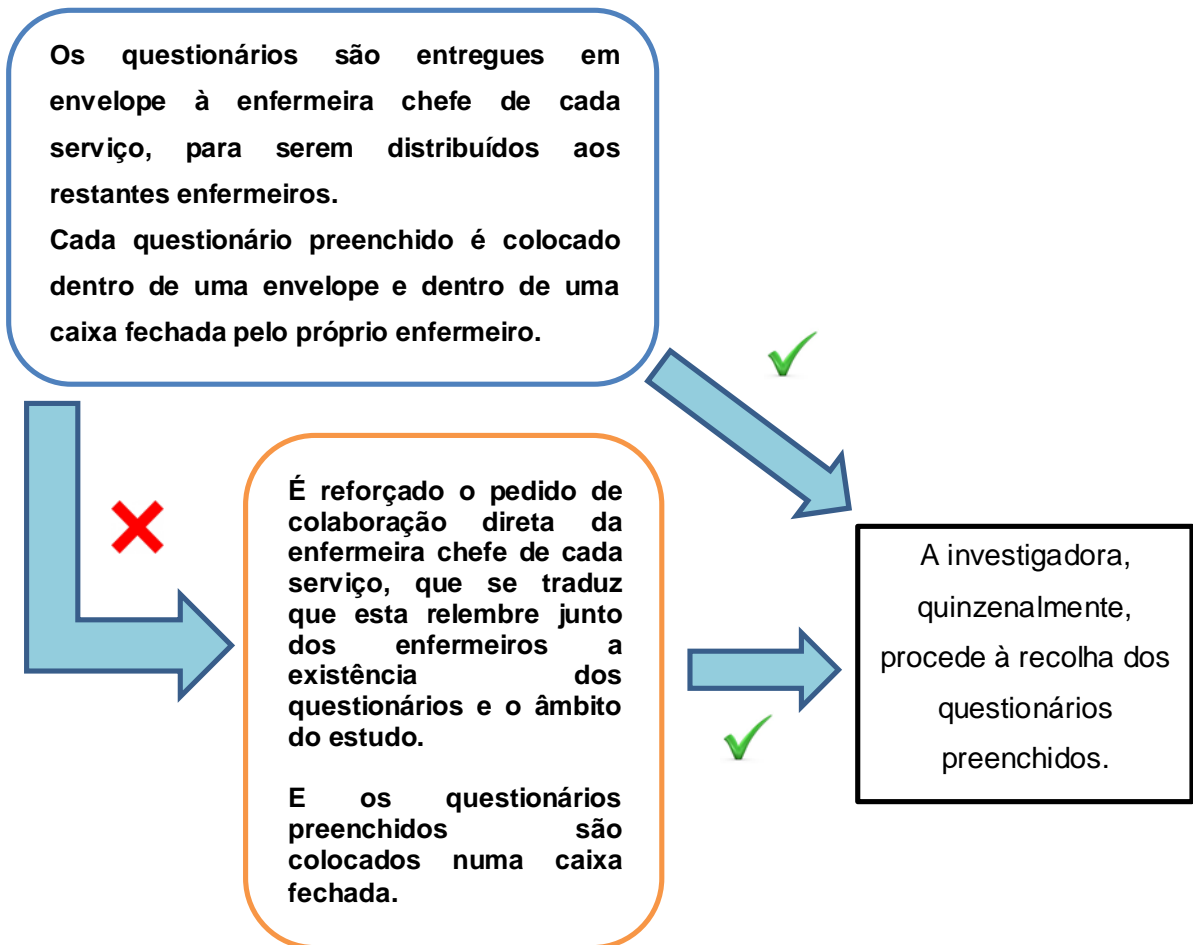 Os questionários são entregues em
envelope à enfermeira chefe de cada
serviço, para serem distribuídos aos
restantes enfermeiros.
Cada questionário preenchido é colocado
dentro de uma envelope e dentro de uma
caixa fechada pelo próprio enfermeiro.
É reforçado o pedido de
colaboração direta da
enfermeira chefe de cada
serviço, que se traduz
que esta relembre junto
dos enfermeiros a
existência dos
questionários e o âmbito
do estudo.
E os questionários
preenchidos são
colocados numa caixa
fechada.
A investigadora,
quinzenalmente,
procede à recolha dos
questionários
preenchidos.